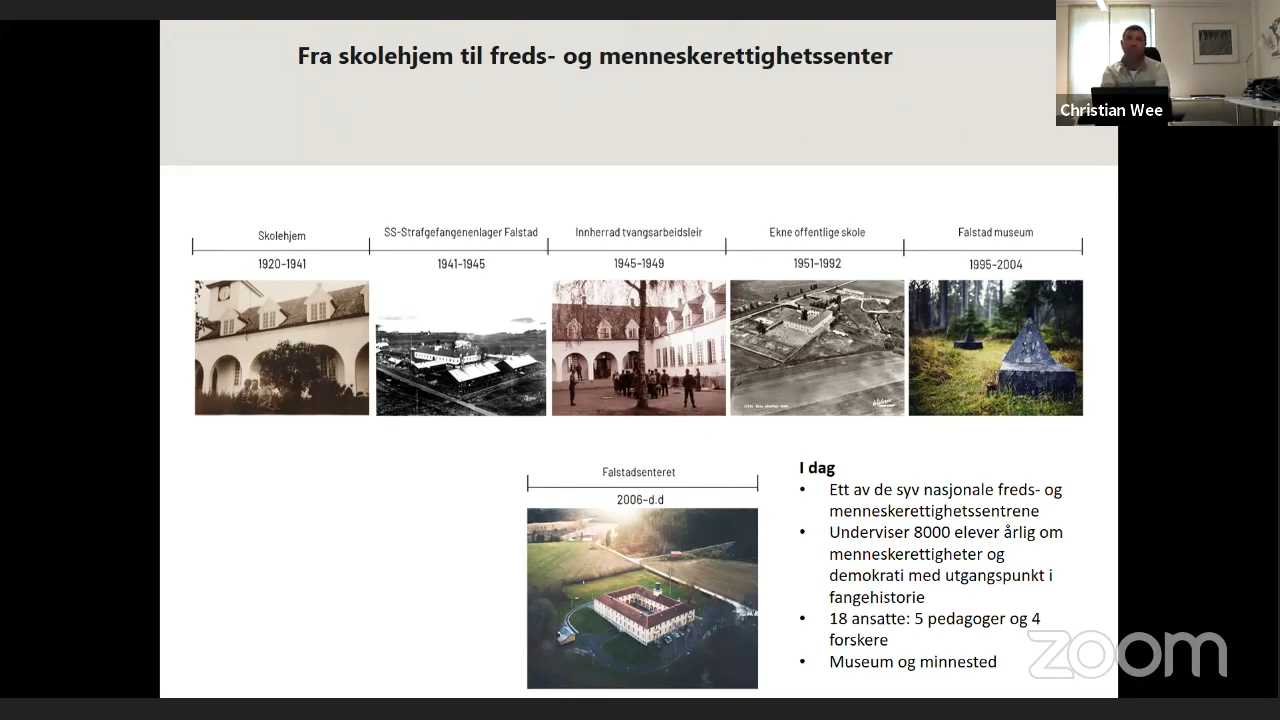 Fra skolehjem til freds- og menneskerettighetssenter
Christian Wee
Skolehjem
1920-1941
SS-Strafgefangenenlager Falstad
1941-1945
Innherrad tvangsarbeidsleir
1945-1949
Ekne offentlige skole
1951-1992
Falstad museum
1995-2004
Falstadsenteret
2006-d.d
I dag
• Ett av de syv nasjonale freds- og
menneskerettighetssentrene
• Underviser 8000 elever årlig om
menneskerettigheter og
demokrati med utgangspunkt i
fangehistorie
• 18 ansatte: 5 pedagoger og 4
forskere
• Museum og minnested
zoom